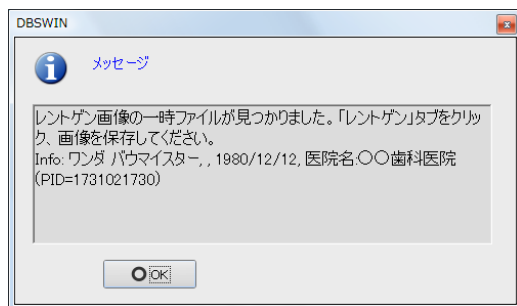 DBSWIN
メッセージ
レントゲン画像の一時ファイルが見つかりました。「レントゲン」タブをクリッ
ク、画像を保存してください。
Info: ワンダ バウマイスター, , 1980/12/12, 医院名:〇〇歯科医院
(PID=1731021730)
OK